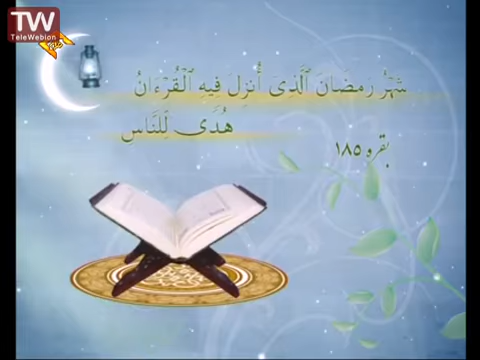 TW
TeleWebion
شَهْرُ رَمَضَانَ ٱلَّذِىٓ أُنزِلَ فِيهِ ٱلْقُرْءَانُ
هُدًى لِّلنَّاسِ
بقره ۱۸۵